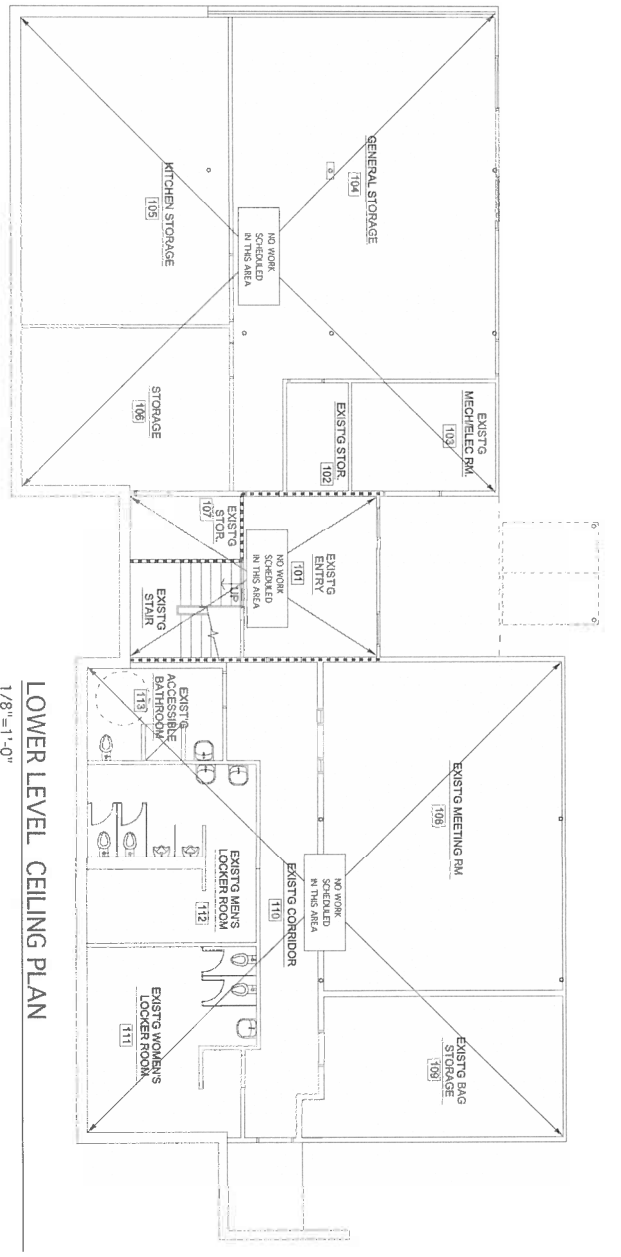 GENERAL STORAGE
104
KITCHEN STORAGE
105
NO WORK
SCHEDULED
IN THIS AREA
STORAGE
106
EXIST'G
MECH/ELEC RM.
103
EXIST'G STOR.
102
EXIST'G
ENTRY
101
NO WORK
SCHEDULED
IN THIS AREA
EXIST'G
STOR.
107
UP
EXIST'G
STAIR
EXIST'G MEETING RM
108
NO WORK
SCHEDULED
IN THIS AREA
EXIST'G BAG
STORAGE
109
EXIST'G CORRIDOR
110
EXIST'G
ACCESSIBLE
BATHROOM
113
EXIST'G MEN'S
LOCKER ROOM
112
EXIST'G WOMEN'S
LOCKER ROOM
111
LOWER LEVEL CEILING PLAN
1/8"=1'-0"